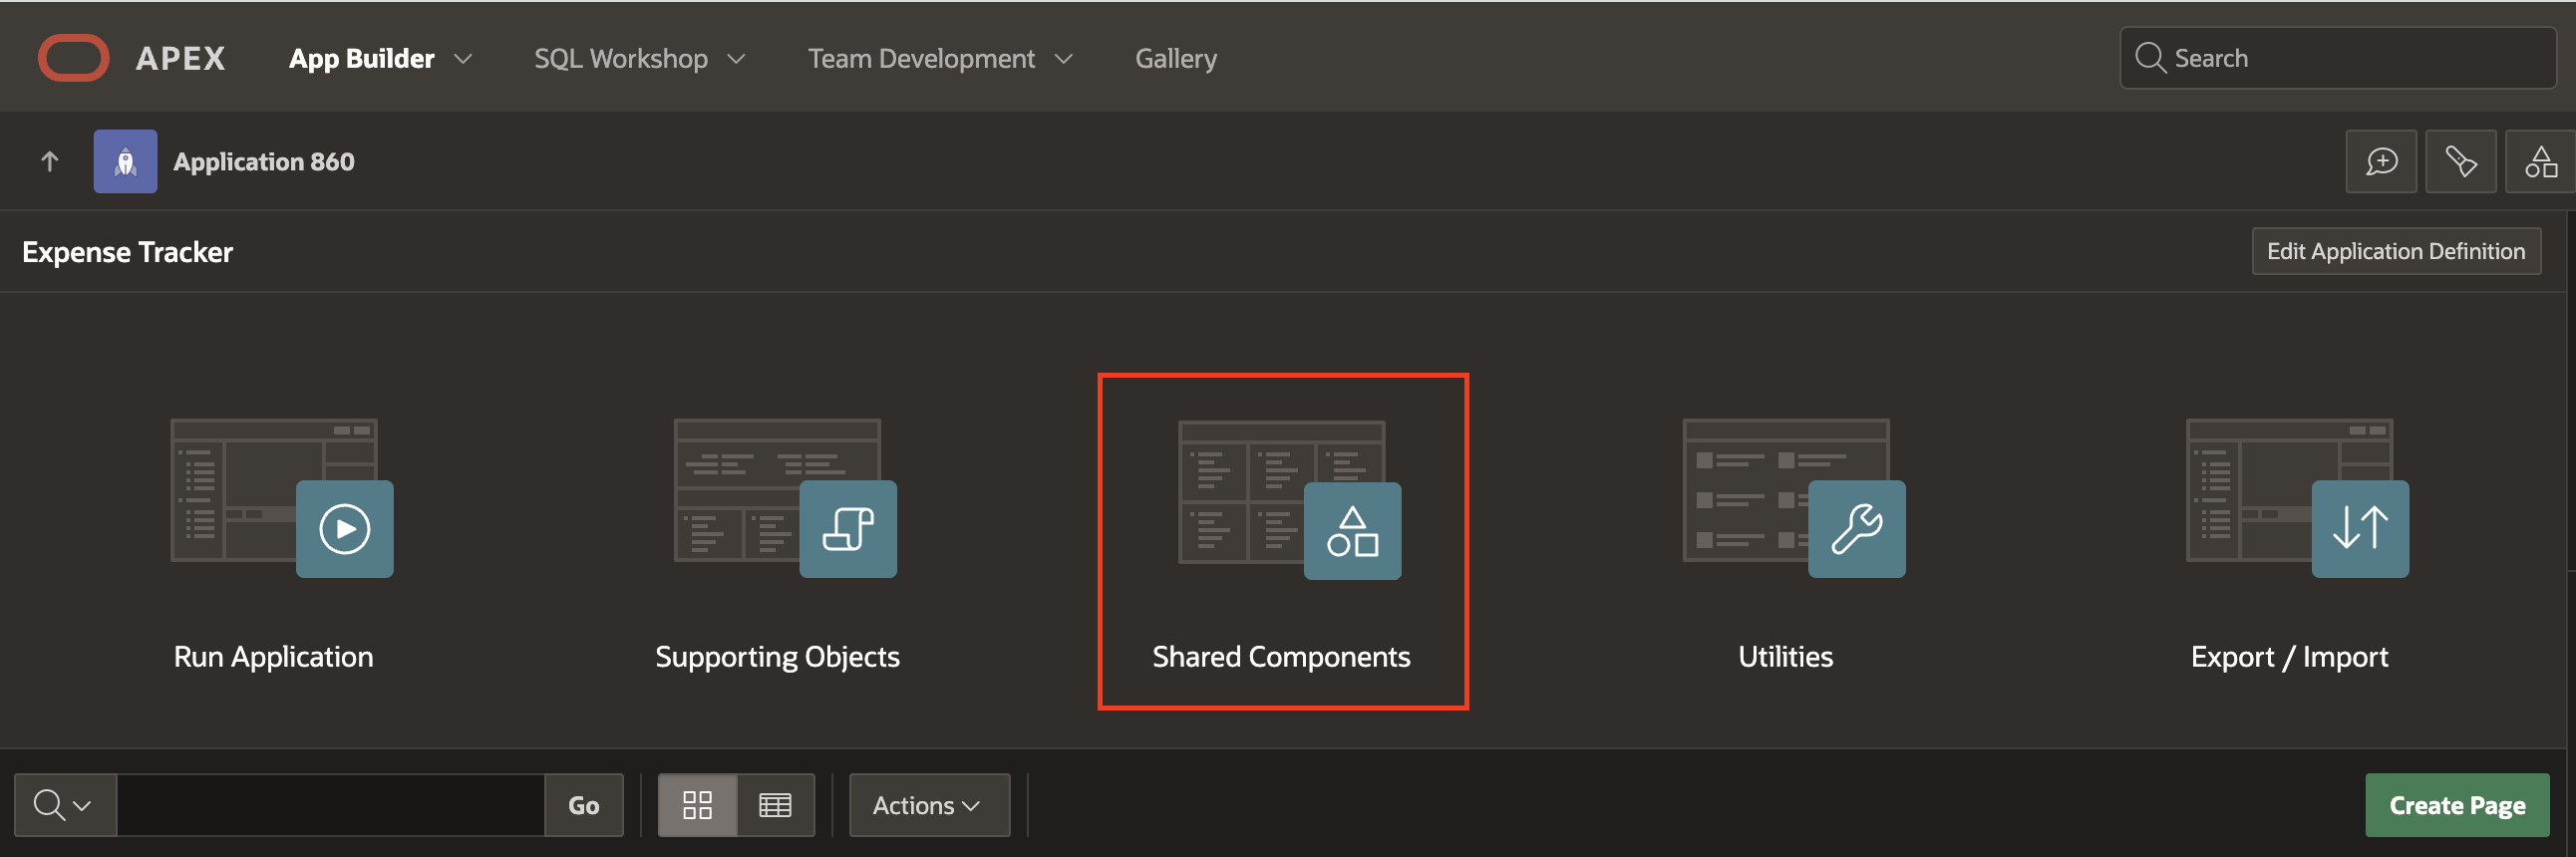 APEX App Builder SQL Workshop Team Development Gallery Search
Application 860
Expense Tracker Edit Application Definition
Run Application Supporting Objects Shared Components Utilities Export / Import
Go Actions Create Page